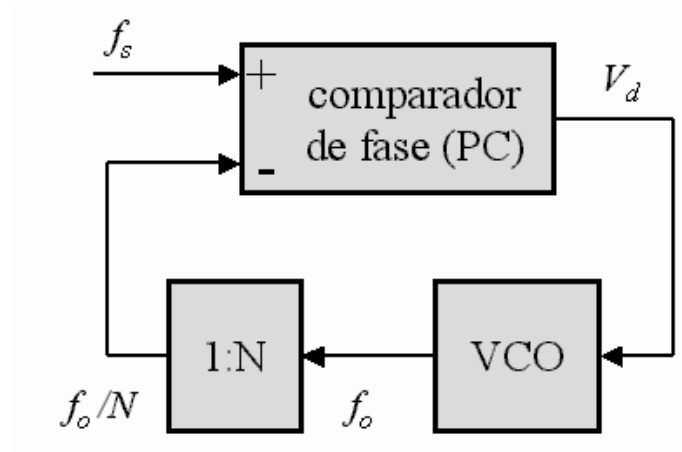 f_s
+
comparador
de fase (PC)
-
V_d
1:N
VCO
f_o/N
f_o